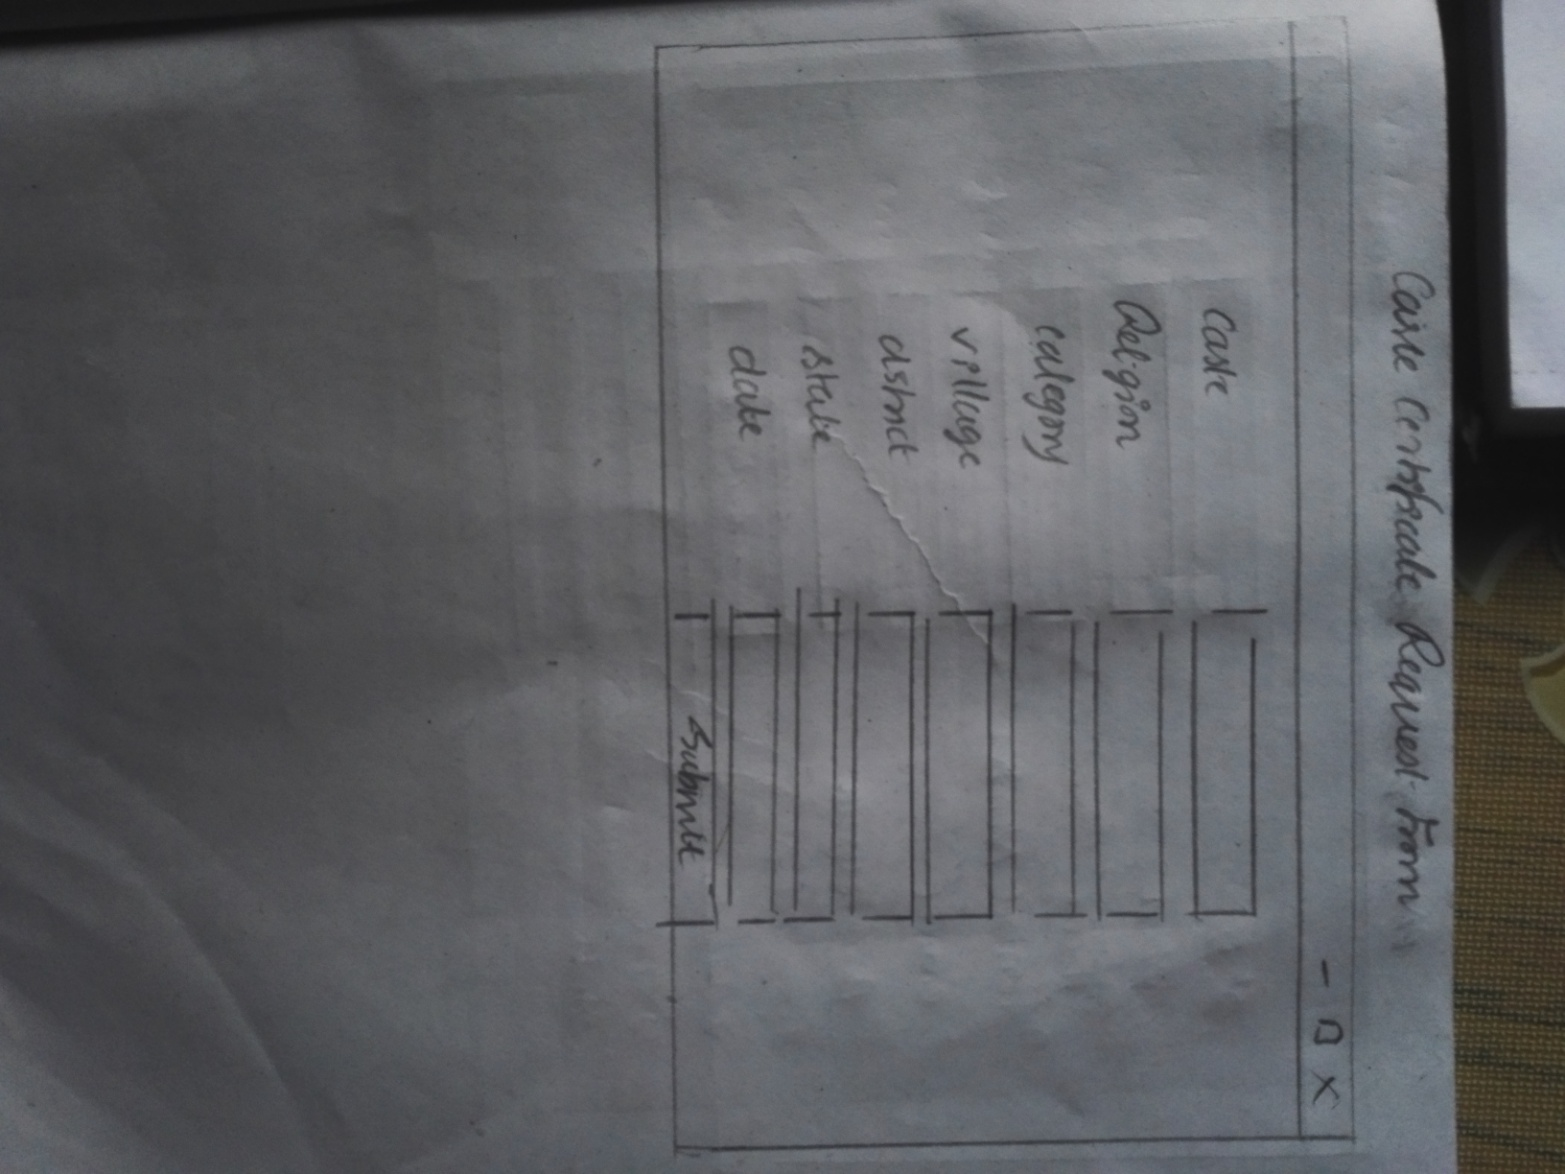 Caste Certificate Request Form
- □ X
Caste
Religion
category
village
district
state
date
Submit